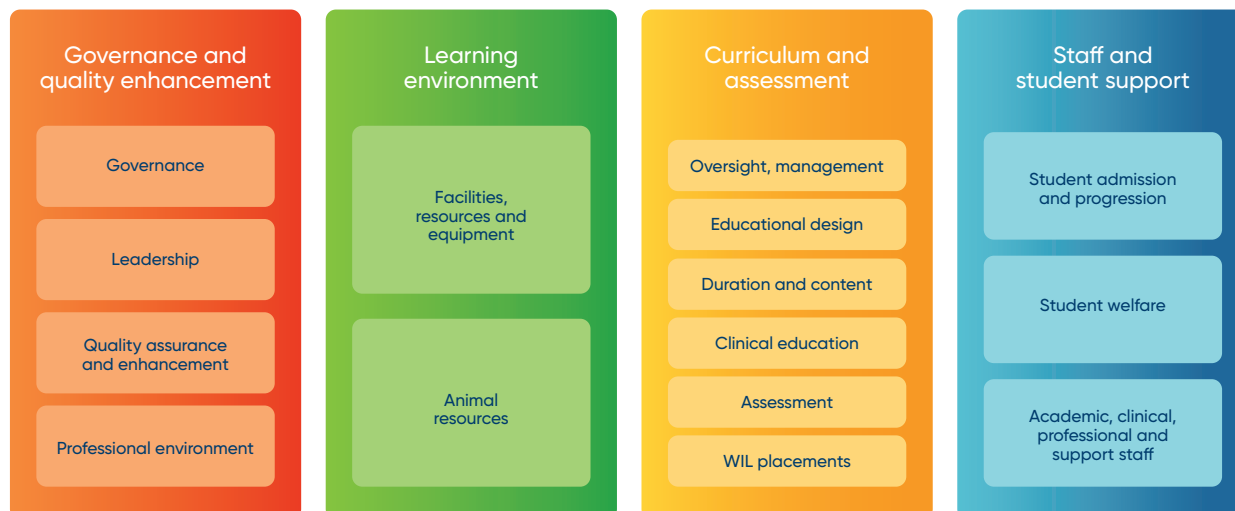 Governance and
quality enhancement
Governance
Leadership
Quality assurance
and enhancement
Professional environment
Learning
environment
Facilities,
resources and
equipment
Animal
resources
Curriculum and
assessment
Oversight, management
Educational design
Duration and content
Clinical education
Assessment
WIL placements
Staff and
student support
Student admission
and progression
Student welfare
Academic, clinical,
professional and
support staff